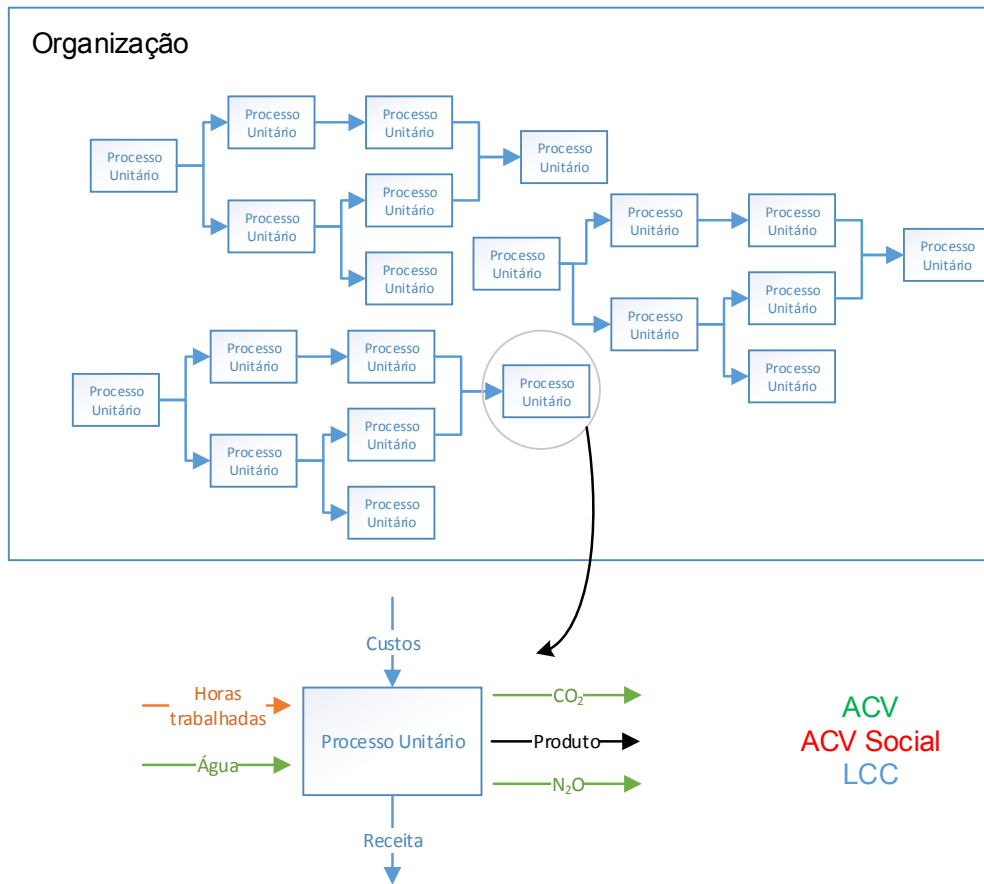 Organização
Processo
Unitário
Processo
Unitário
Processo
Unitário
Processo
Unitário
Processo
Unitário
Processo
Unitário
Processo
Unitário
Processo
Unitário
Processo
Unitário
Processo
Unitário
Processo
Unitário
Processo
Unitário
Processo
Unitário
Processo
Unitário
Processo
Unitário
Processo
Unitário
Processo
Unitário
Processo
Unitário
Processo
Unitário
Processo
Unitário
Processo
Unitário
Custos
Horas
trabalhadas
Água
Processo Unitário
CO₂
Produto
N₂O
Receita
ACV
ACV Social
LCC